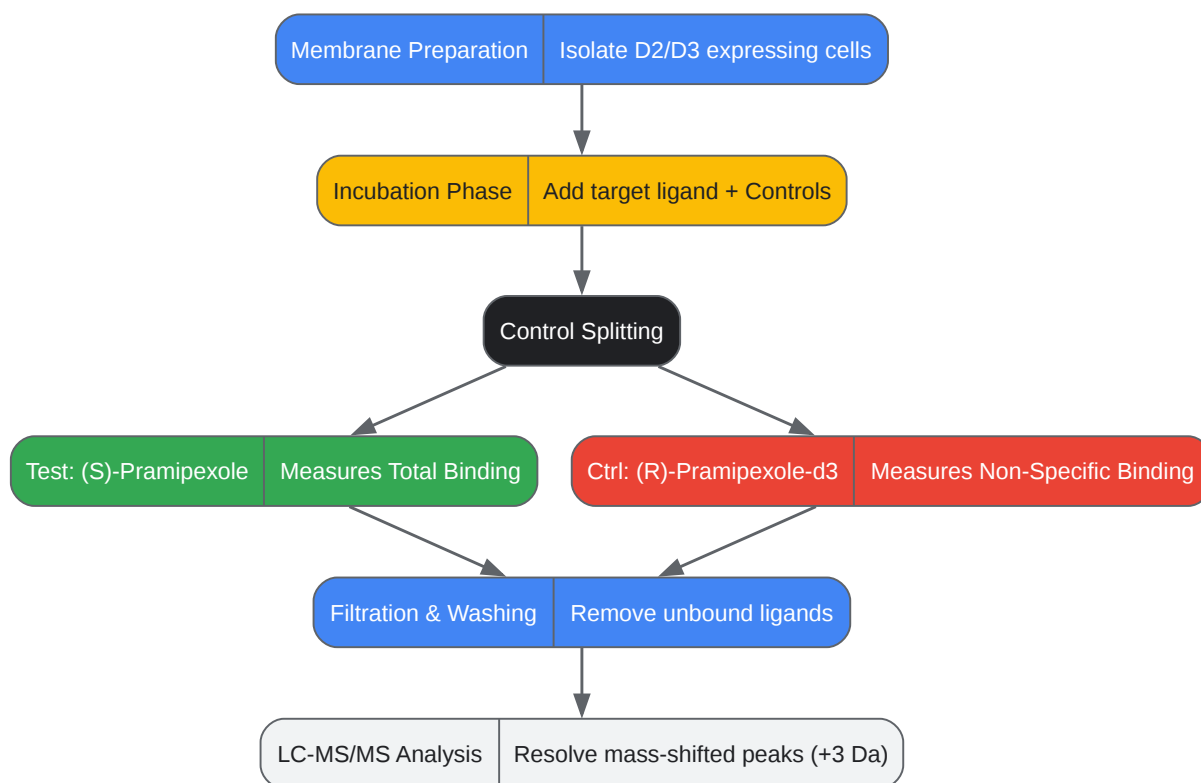 Membrane Preparation
Isolate D2/D3 expressing cells
Incubation Phase
Add target ligand + Controls
Control Splitting
Test: (S)-Pramipexole
Measures Total Binding
Ctrl: (R)-Pramipexole-d3
Measures Non-Specific Binding
Filtration & Washing
Remove unbound ligands
LC-MS/MS Analysis
Resolve mass-shifted peaks (+3 Da)